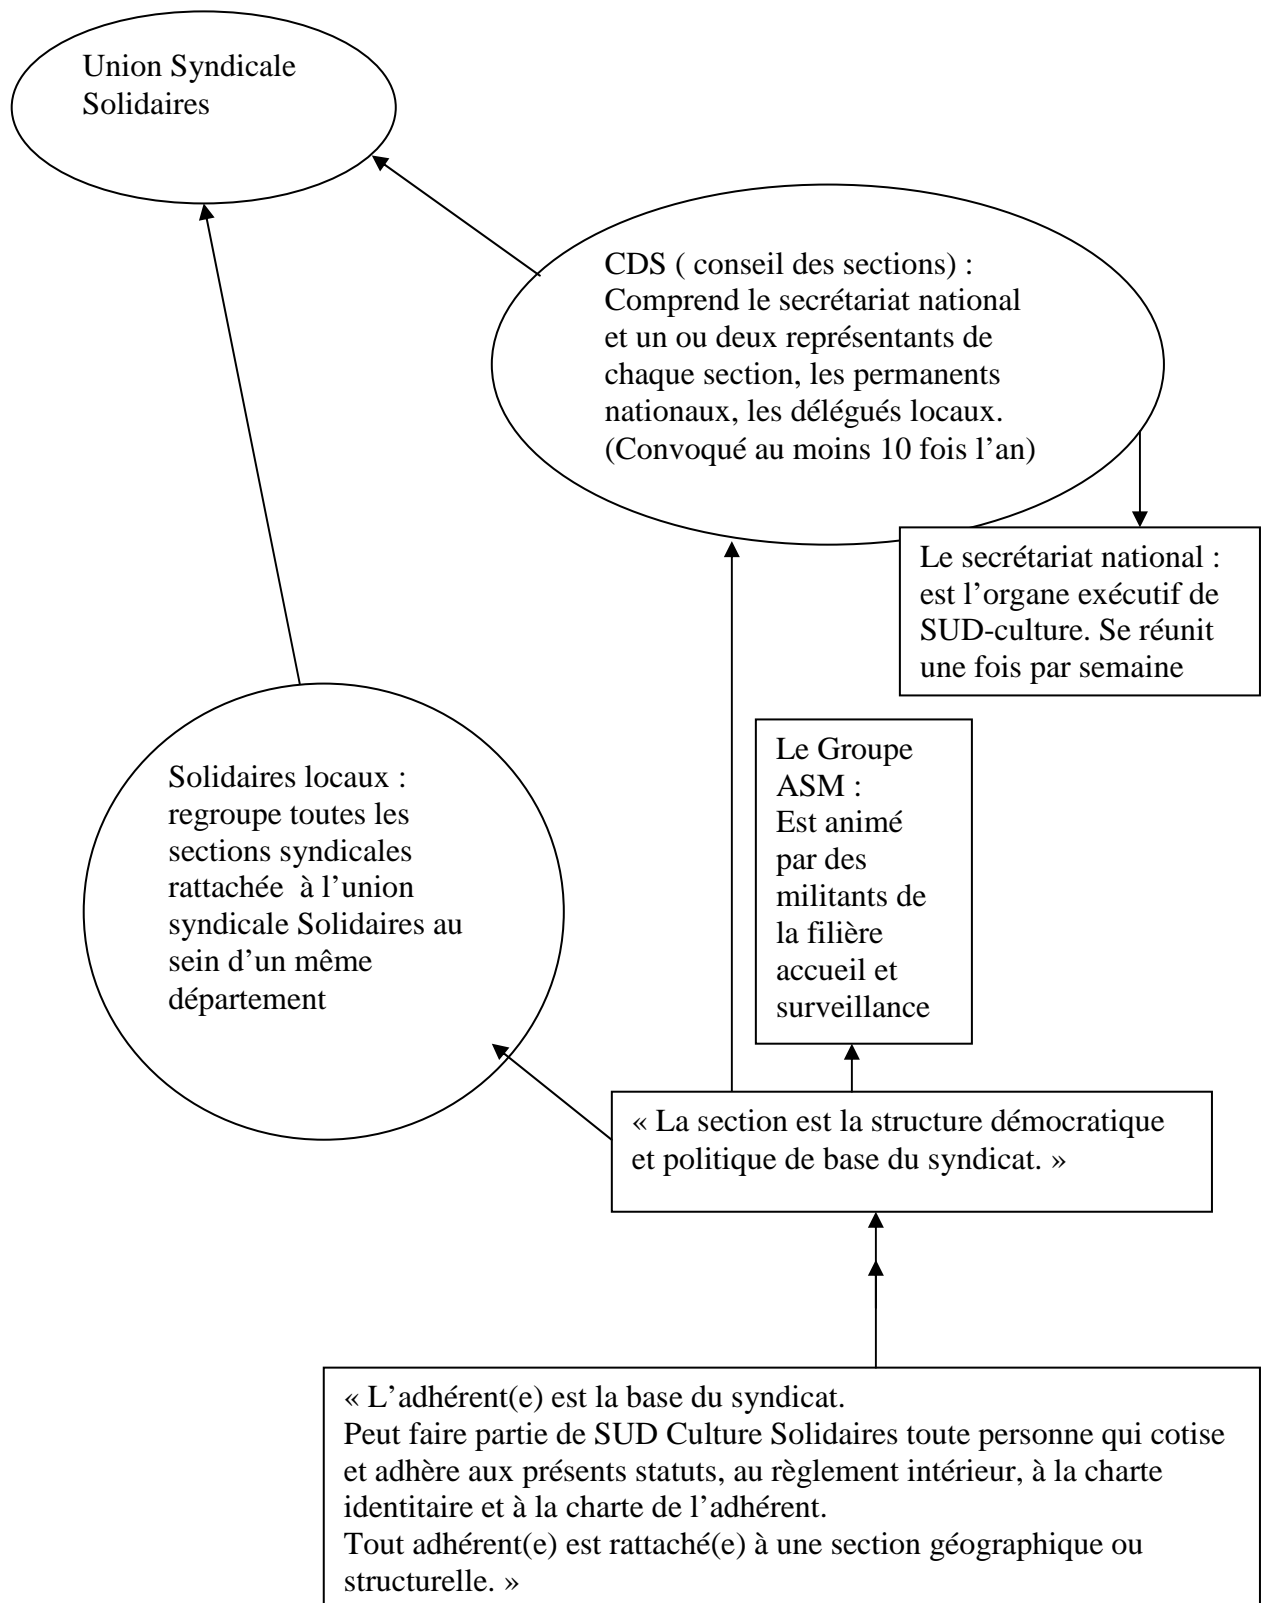 Union Syndicale
Solidaires
CDS ( conseil des sections) :
Comprend le secrétariat national
et un ou deux représentants de
chaque section, les permanents
nationaux, les délégués locaux.
(Convoqué au moins 10 fois l’an)
Le secrétariat national :
est l’organe exécutif de
SUD-culture. Se réunit
une fois par semaine
Le Groupe
ASM :
Est animé
par des
militants de
la filière
accueil et
surveillance
Solidaires locaux :
regroupe toutes les
sections syndicales
rattachée à l’union
syndicale Solidaires au
sein d’un même
département
« La section est la structure démocratique
et politique de base du syndicat. »
« L’adhérent(e) est la base du syndicat.
Peut faire partie de SUD Culture Solidaires toute personne qui cotise
et adhère aux présents statuts, au règlement intérieur, à la charte
identitaire et à la charte de l’adhérent.
Tout adhérent(e) est rattaché(e) à une section géographique ou
structurelle. »